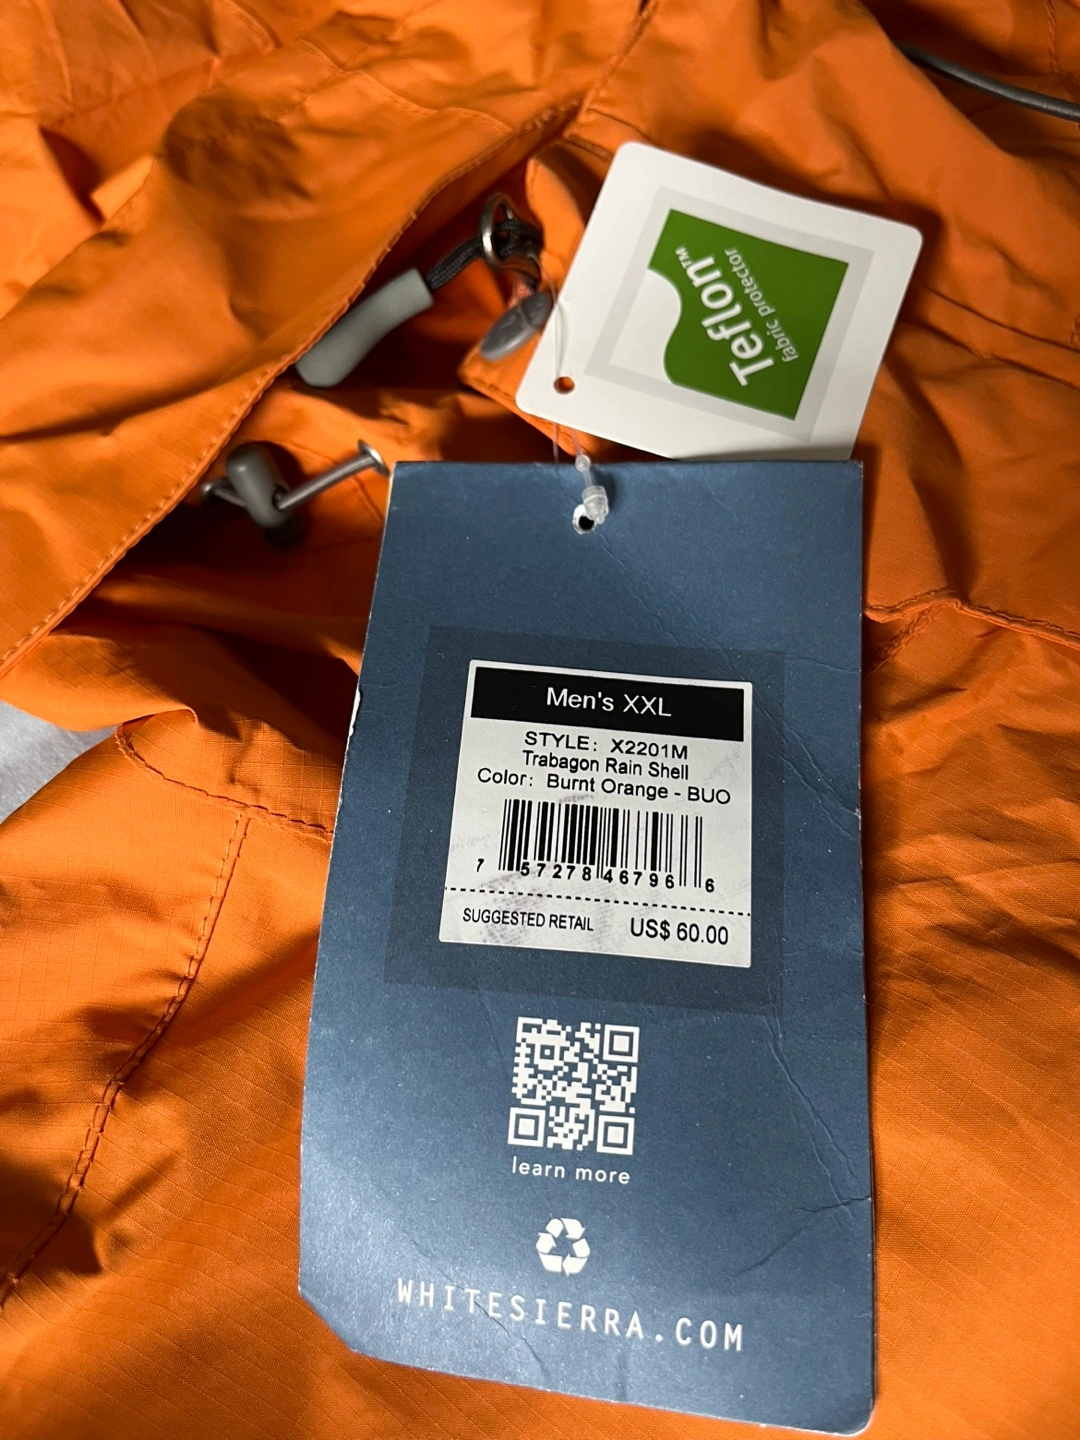 Teflon™
fabric protector
Men's XXL
STYLE: X2201M
Trabagon Rain Shell
Color: Burnt Orange - BUO
7 57278 46796 6
SUGGESTED RETAIL US$ 60.00
learn more
WHITESIERRA.COM